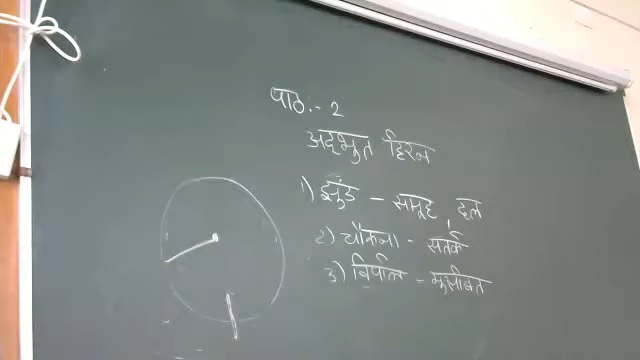 पाठ:- 2
अद्भुत हिरन
1) झुंड - समूह, दल
2) चौकन्ना - सतर्क
3) विपत्ति - मुसीबत